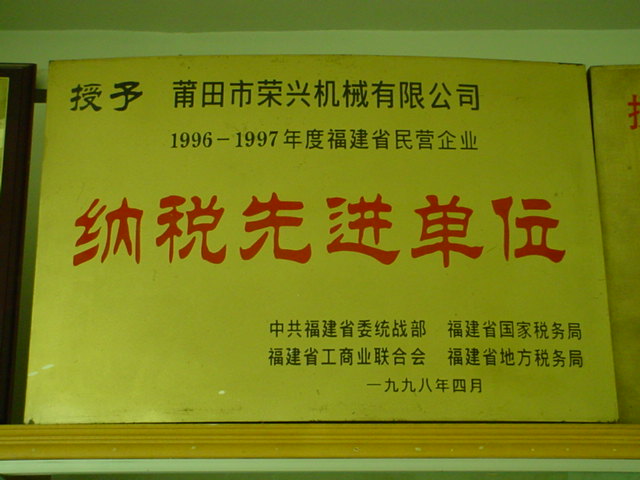 授予 莆田市荣兴机械有限公司
1996-1997年度福建省民营企业
纳税先进单位
中共福建省委统战部 福建省国家税务局
福建省工商业联合会 福建省地方税务局
一九九八年四月